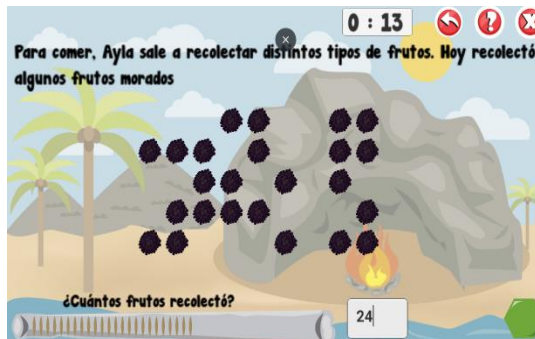 0 : 13
?
X
Para comer, Ayla sale a recolectar distintos tipos de frutos. Hoy recolectó
algunos frutos morados
¿Cuántos frutos recolectó?
24